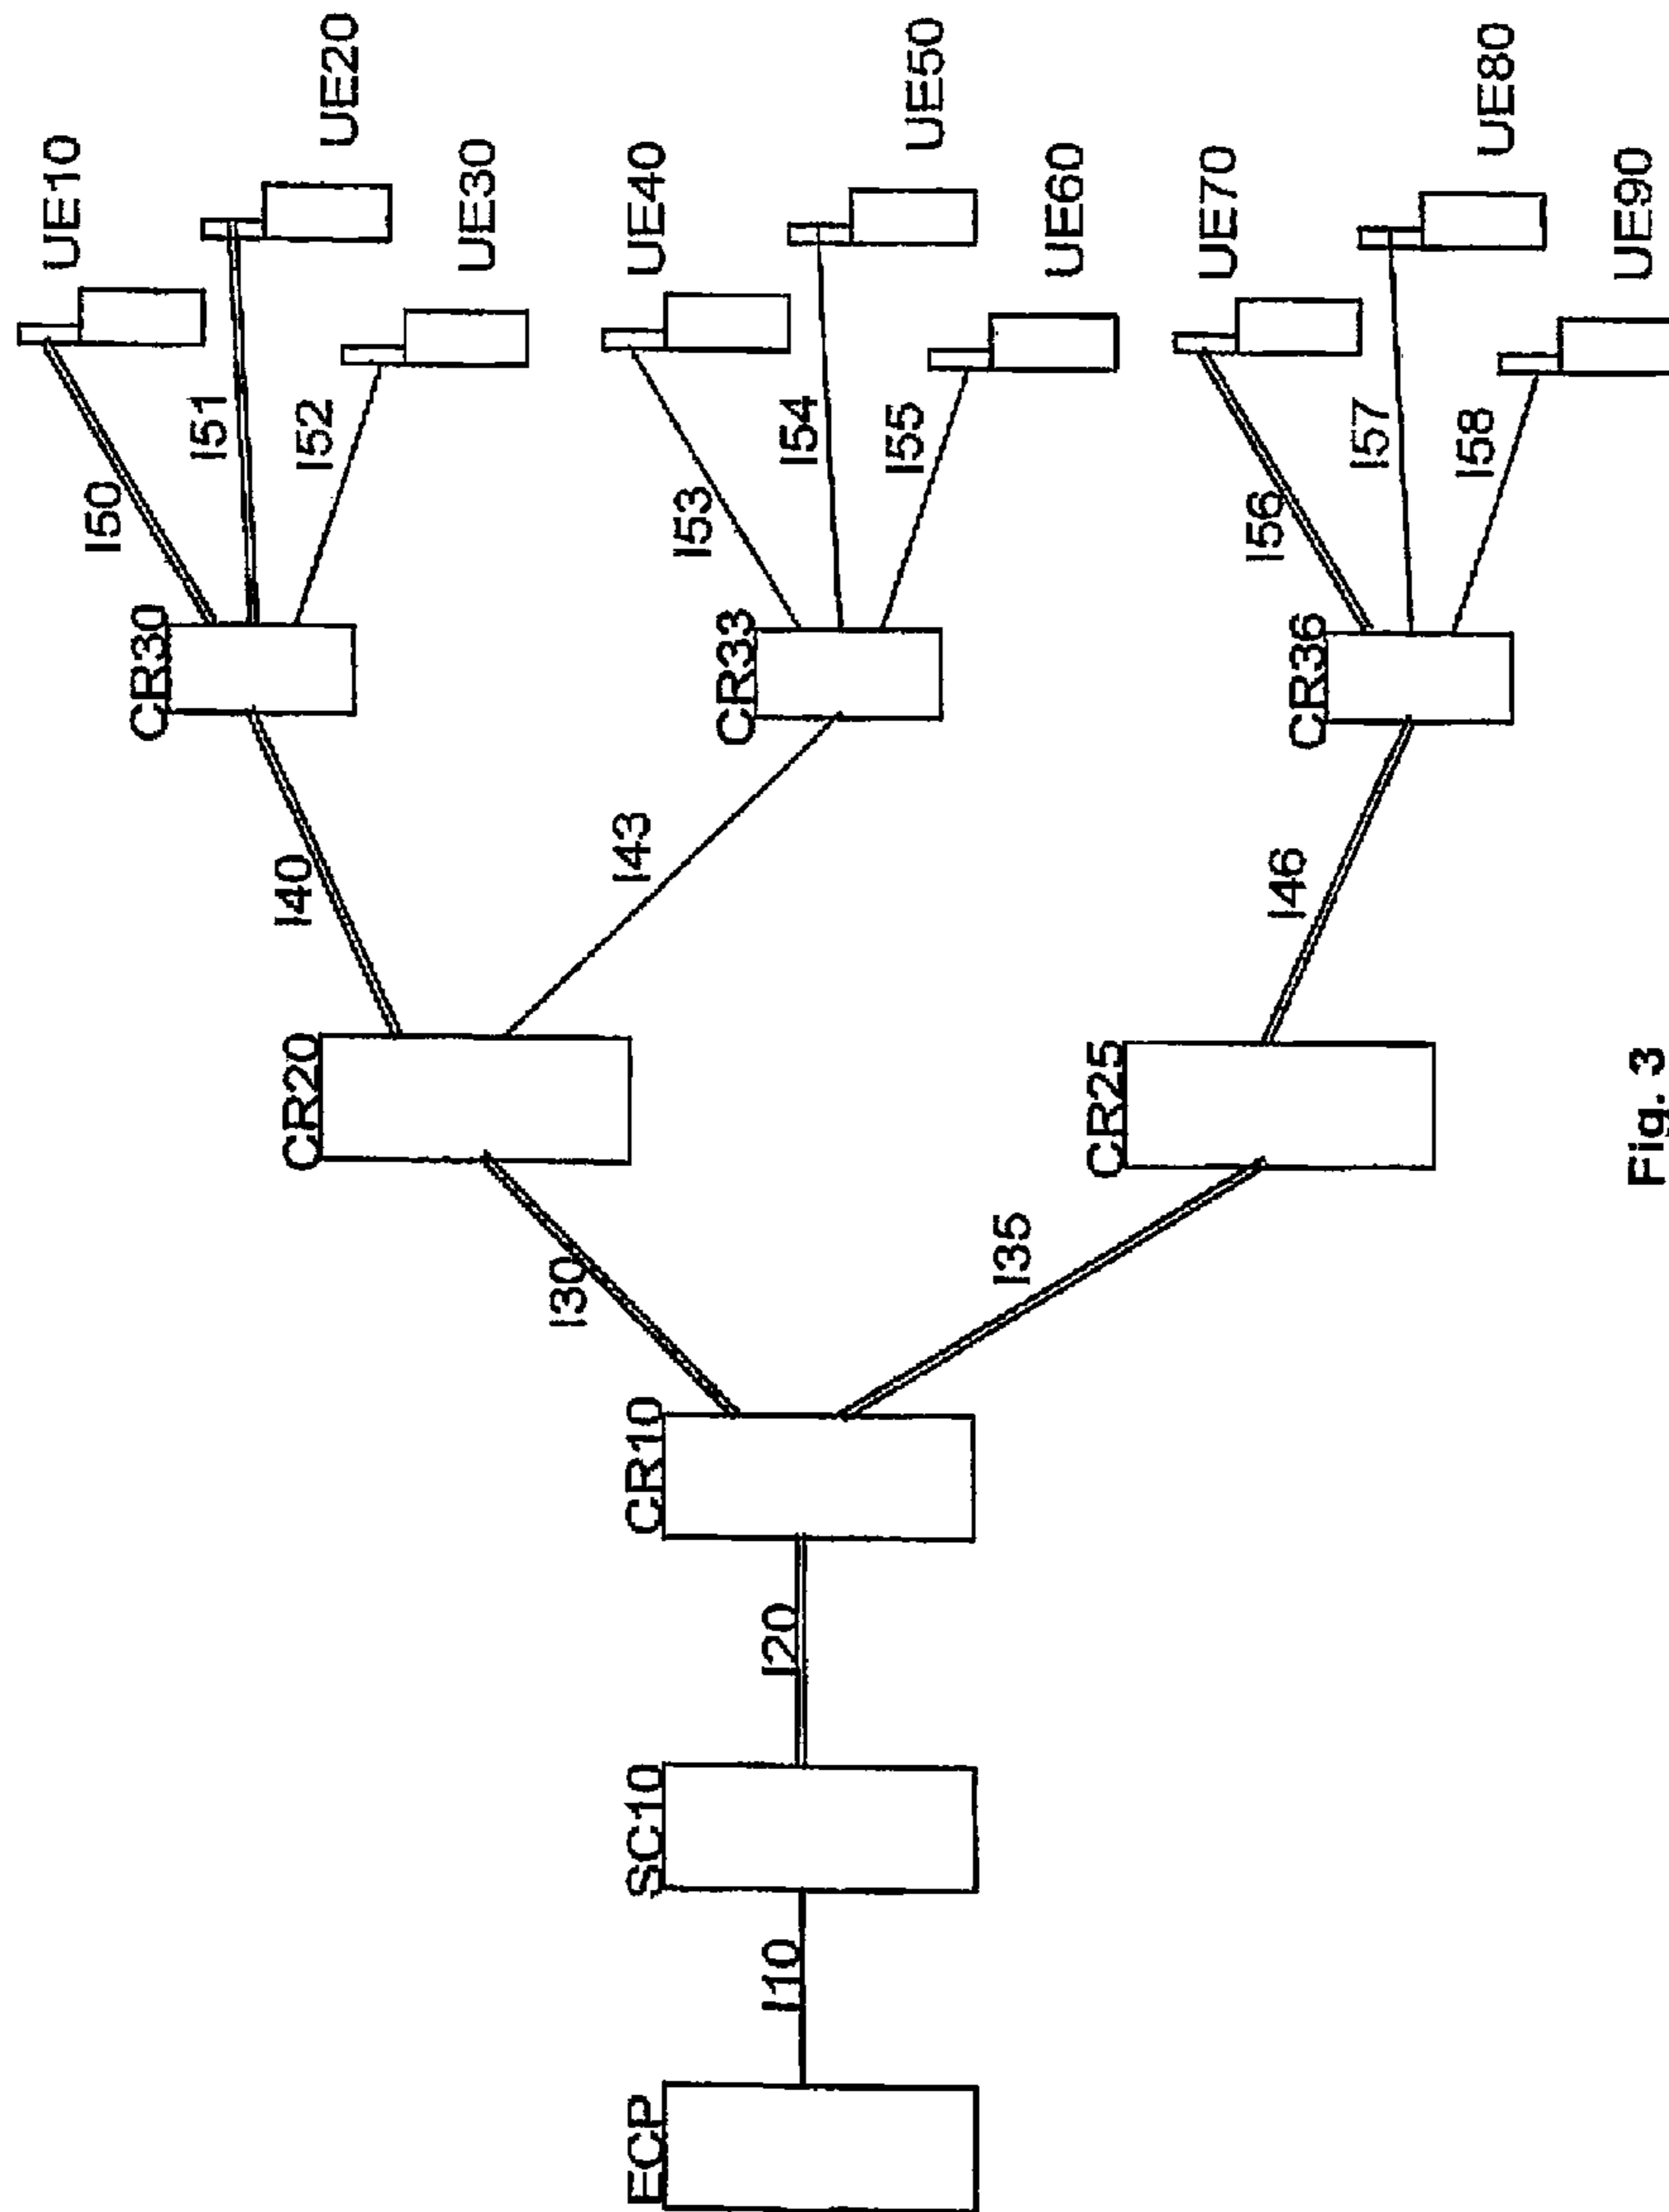 UE10
UE20
UE30
I50
I51
I52
CR30
UE40
UE50
UE60
I53
I54
I55
CR33
UE70
UE80
UE90
I56
I57
I58
CR36
I40
I43
I46
CR20
CR25
I30
I35
CR10
I20
SC10
I10
ECP
Fig. 3